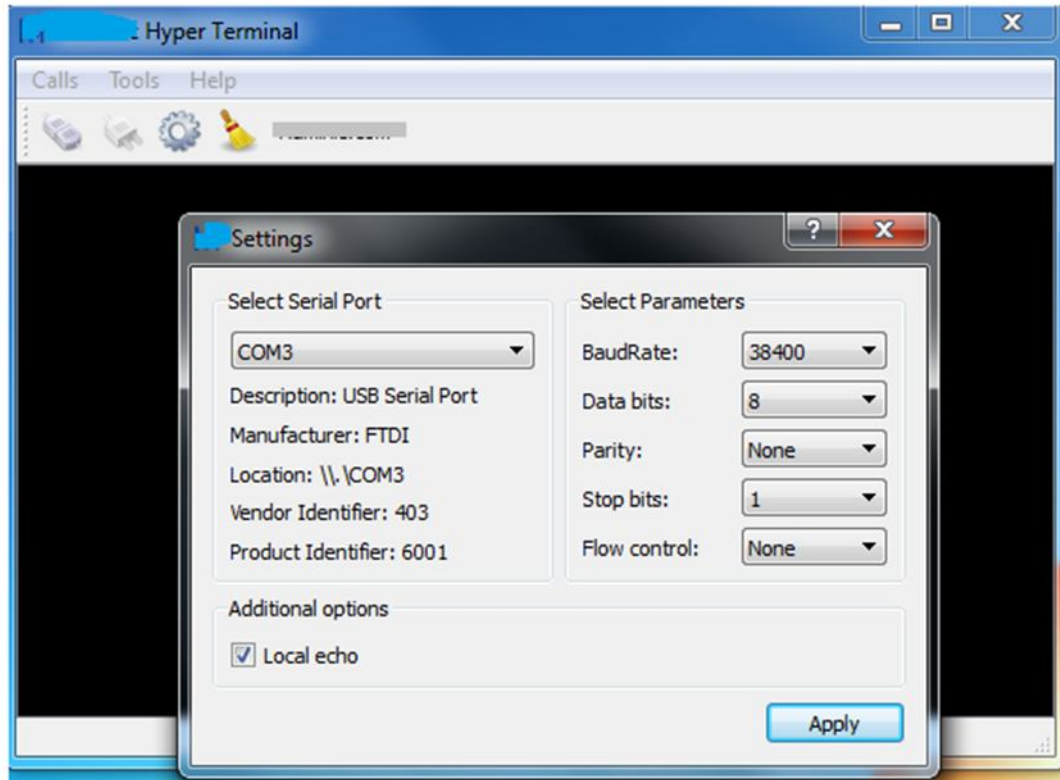 Hyper Terminal
Calls Tools Help
Settings
?
Select Serial Port
COM3
Description: USB Serial Port
Manufacturer: FTDI
Location: \\.\COM3
Vendor Identifier: 403
Product Identifier: 6001
Select Parameters
BaudRate: 38400
Data bits: 8
Parity: None
Stop bits: 1
Flow control: None
Additional options
Local echo
Apply